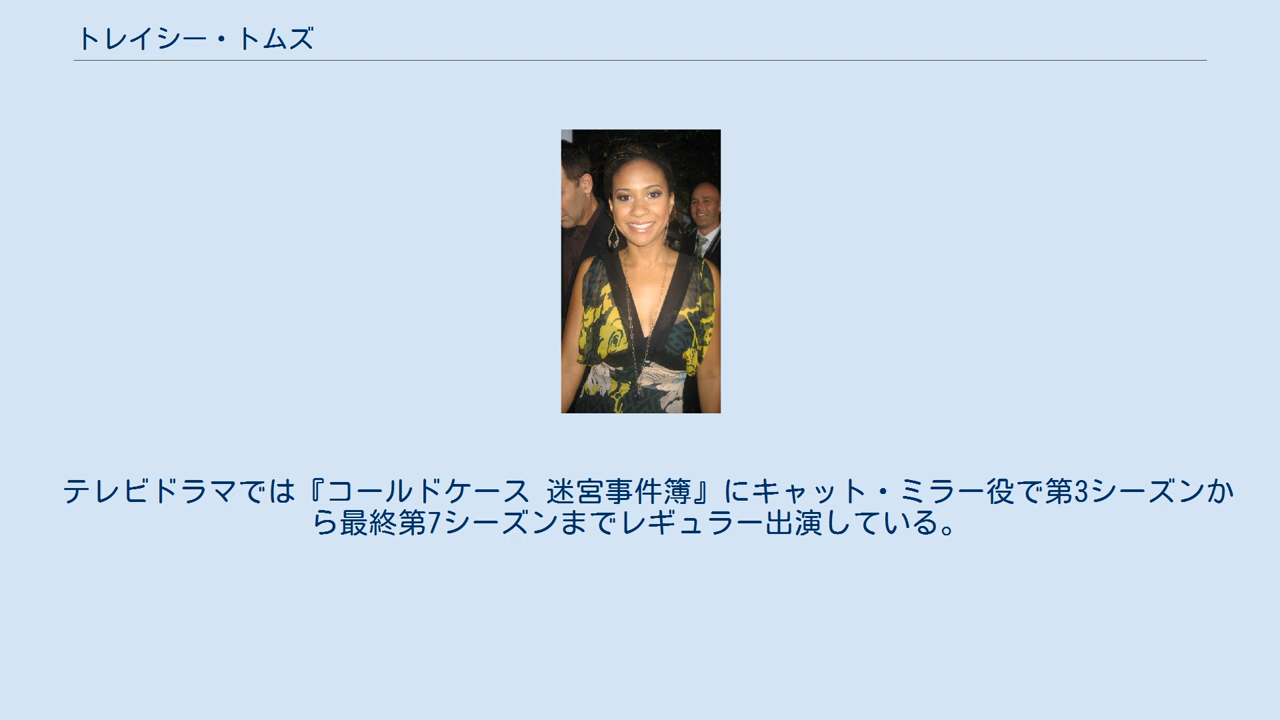 トレイシー・トムズ
テレビドラマでは『コールドケース 迷宮事件簿』にキャット・ミラー役で第3シーズンか
ら最終第7シーズンまでレギュラー出演している。